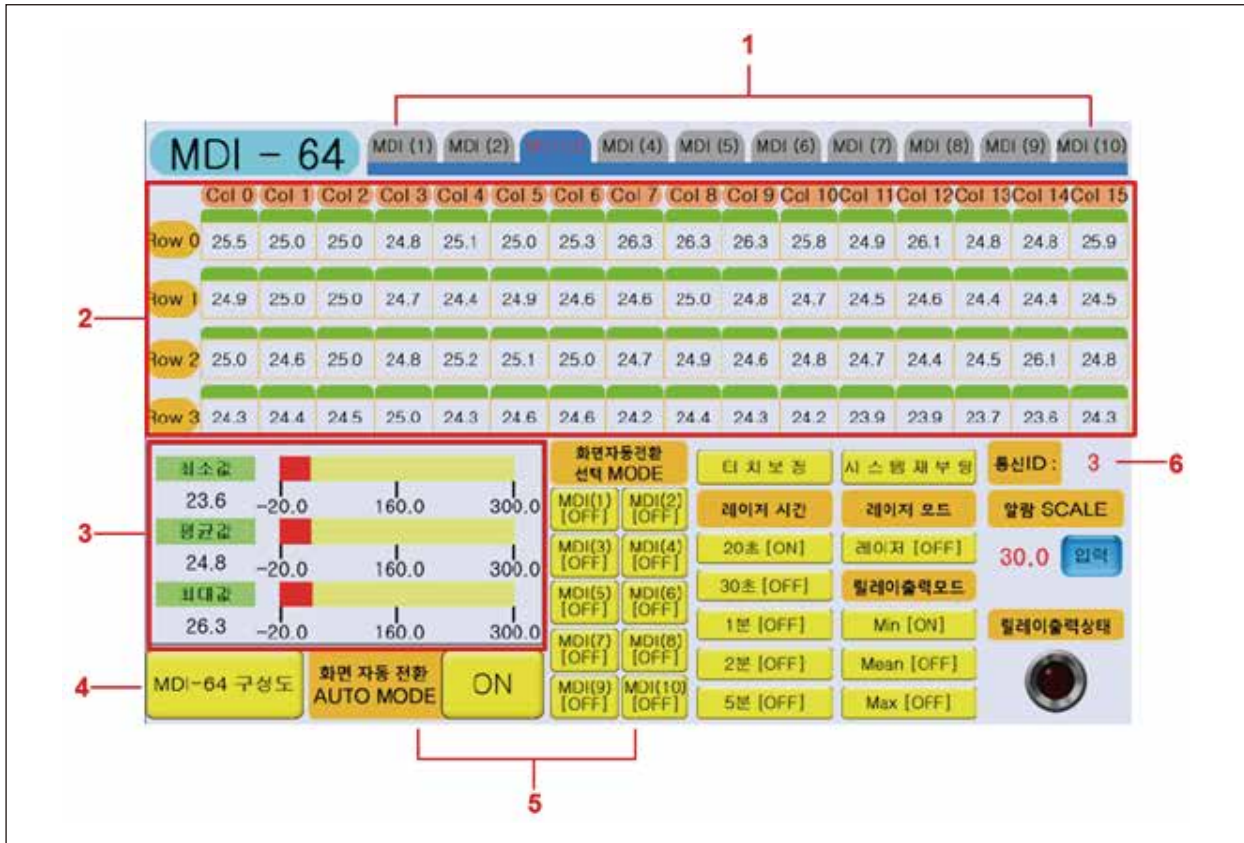 1
MDI - 64
MDI (1) MDI (2) MDI (4) MDI (5) MDI (6) MDI (7) MDI (8) MDI (9) MDI (10)
Col 0 Col 1 Col 2 Col 3 Col 4 Col 5 Col 6 Col 7 Col 8 Col 9 Col 10 Col 11 Col 12 Col 13 Col 14 Col 15
Row 0 25.5 25.0 25.0 24.8 25.1 25.0 25.3 26.3 26.3 26.3 25.8 24.9 26.1 24.8 24.8 25.9
Row 1 24.9 25.0 25.0 24.7 24.4 24.9 24.6 24.6 25.0 24.8 24.7 24.5 24.6 24.4 24.4 24.5
2
Row 2 25.0 24.6 25.0 24.8 25.2 25.1 25.0 24.7 24.9 24.6 24.8 24.7 24.4 24.5 26.1 24.8
Row 3 24.3 24.4 24.5 25.0 24.3 24.6 24.6 24.2 24.4 24.3 24.2 23.9 23.9 23.7 23.6 24.3
3
최소값
23.6
-20.0 160.0 300.0
평균값
24.8
-20.0 160.0 300.0
최대값
26.3
-20.0 160.0 300.0
4
MDI-64 구성도
화면 자동 전환
AUTO MODE
ON
화면자동전환
선택 MODE
MDI(1) [OFF]
MDI(2) [OFF]
MDI(3) [OFF]
MDI(4) [OFF]
MDI(5) [OFF]
MDI(6) [OFF]
MDI(7) [OFF]
MDI(8) [OFF]
MDI(9) [OFF]
MDI(10) [OFF]
5
터 치 보 정
레이저 시간
20초 [ON]
30초 [OFF]
1분 [OFF]
2분 [OFF]
5분 [OFF]
시 스 템 재 부 팅
레이저 모드
레이저 [OFF]
릴레이출력모드
Min [ON]
Mean [OFF]
Max [OFF]
통신ID : 3
6
알람 SCALE
30.0 입력
릴레이출력상태